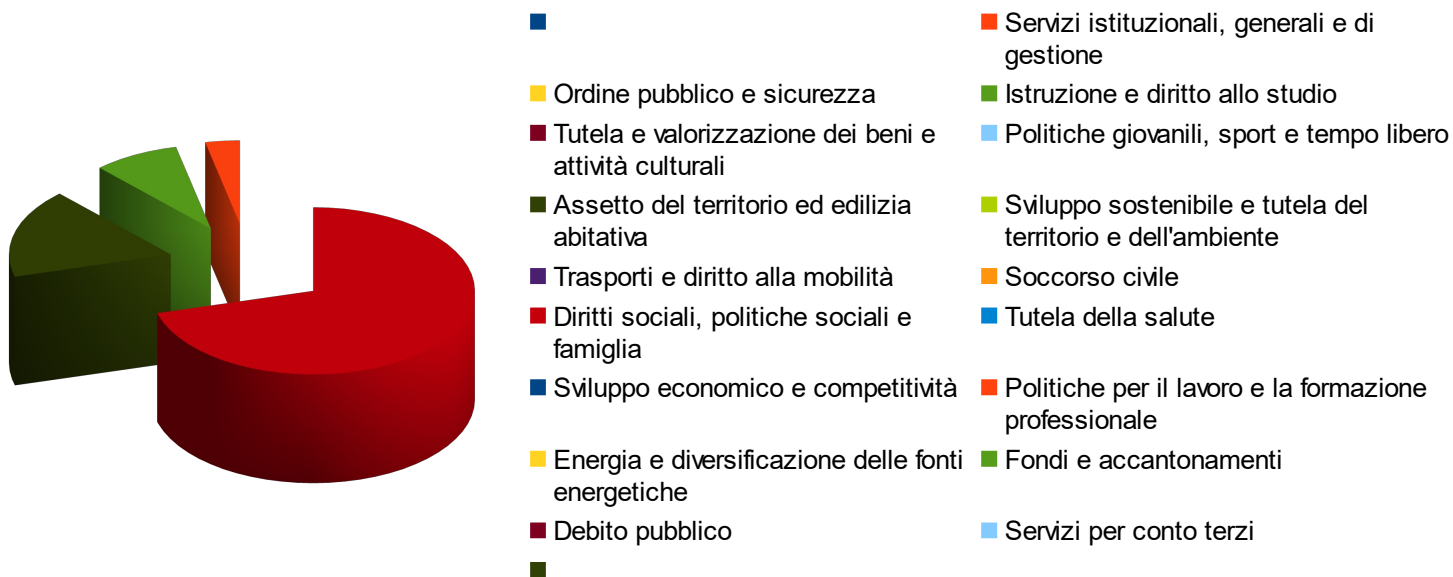 Servizi istituzionali, generali e di
gestione
Ordine pubblico e sicurezza
Istruzione e diritto allo studio
Tutela e valorizzazione dei beni e
attività culturali
Politiche giovanili, sport e tempo libero
Assetto del territorio ed edilizia
abitativa
Sviluppo sostenibile e tutela del
territorio e dell'ambiente
Trasporti e diritto alla mobilità
Soccorso civile
Diritti sociali, politiche sociali e
famiglia
Tutela della salute
Sviluppo economico e competitività
Politiche per il lavoro e la formazione
professionale
Energia e diversificazione delle fonti
energetiche
Fondi e accantonamenti
Debito pubblico
Servizi per conto terzi